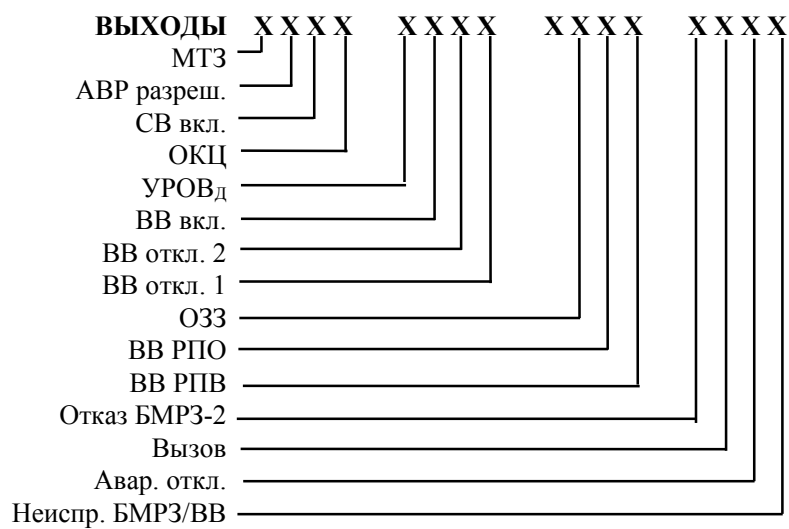 ВЫХОДЫ X X X X X X X X X X X X X X X X
МТЗ
АВР разреш.
СВ вкл.
ОКЦ
УРОВД
ВВ вкл.
ВВ откл. 2
ВВ откл. 1
ОЗЗ
ВВ РПО
ВВ РПВ
Отказ БМРЗ-2
Вызов
Авар. откл.
Неиспр. БМРЗ/ВВ